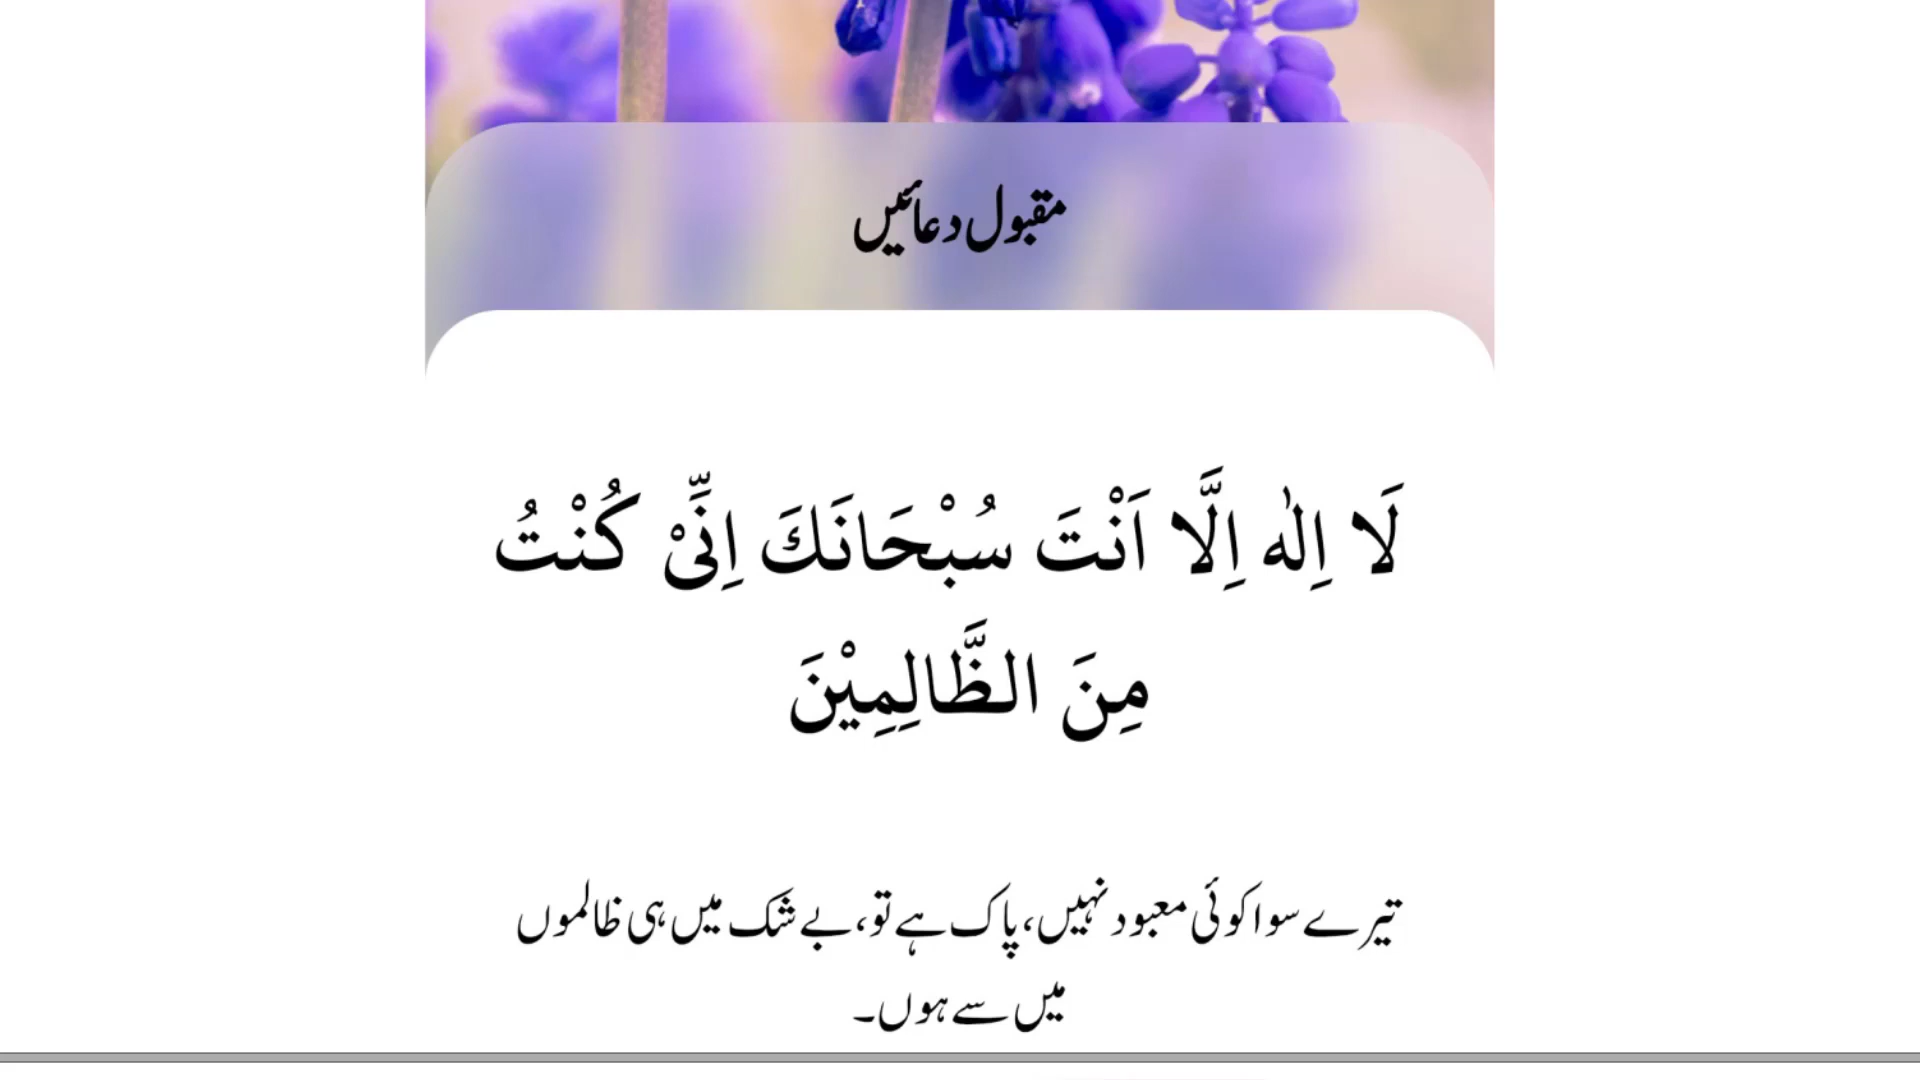 مقبول دعائیں
لَا اِلٰه اِلَّا اَنْتَ سُبْحَانَكَ اِنِّىْ كُنْتُ
مِنَ الظَّالِمِيْنَ
تیرے سوا کوئی معبود نہیں، پاک ہے تو، بے شک میں ہی ظالموں
میں سے ہوں۔